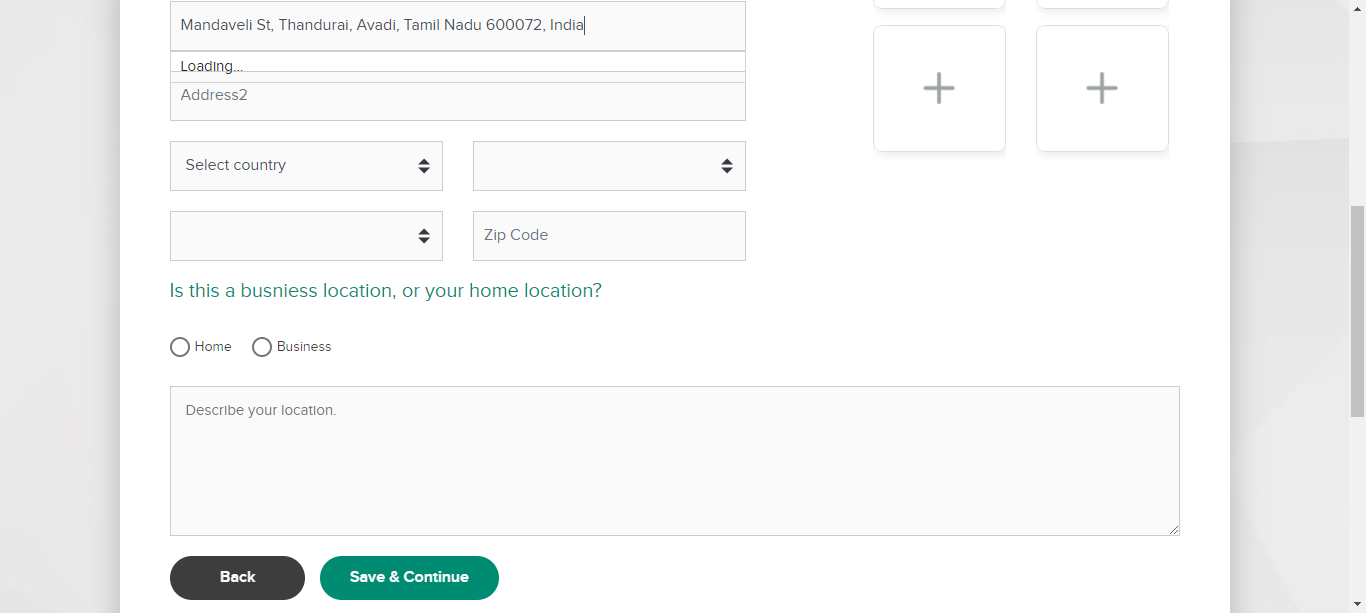 Mandaveli St, Thandurai, Avadi, Tamil Nadu 600072, India
Loading...
Address2
Select country
Zip Code
Is this a busniess location, or your home location?
Home Business
Describe your location.
Back Save & Continue